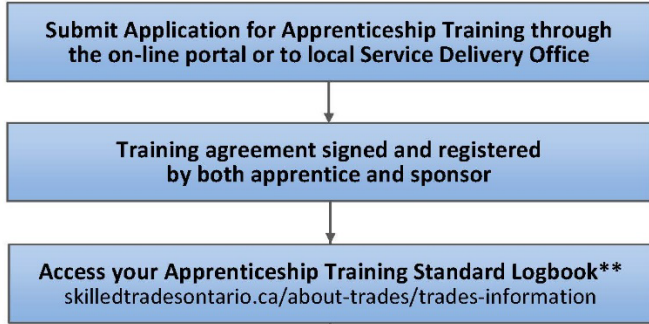 Submit Application for Apprenticeship Training through
the on-line portal or to local Service Delivery Office
Training agreement signed and registered
by both apprentice and sponsor
Access your Apprenticeship Training Standard Logbook**
skilledtradesontario.ca/about-trades/trades-information